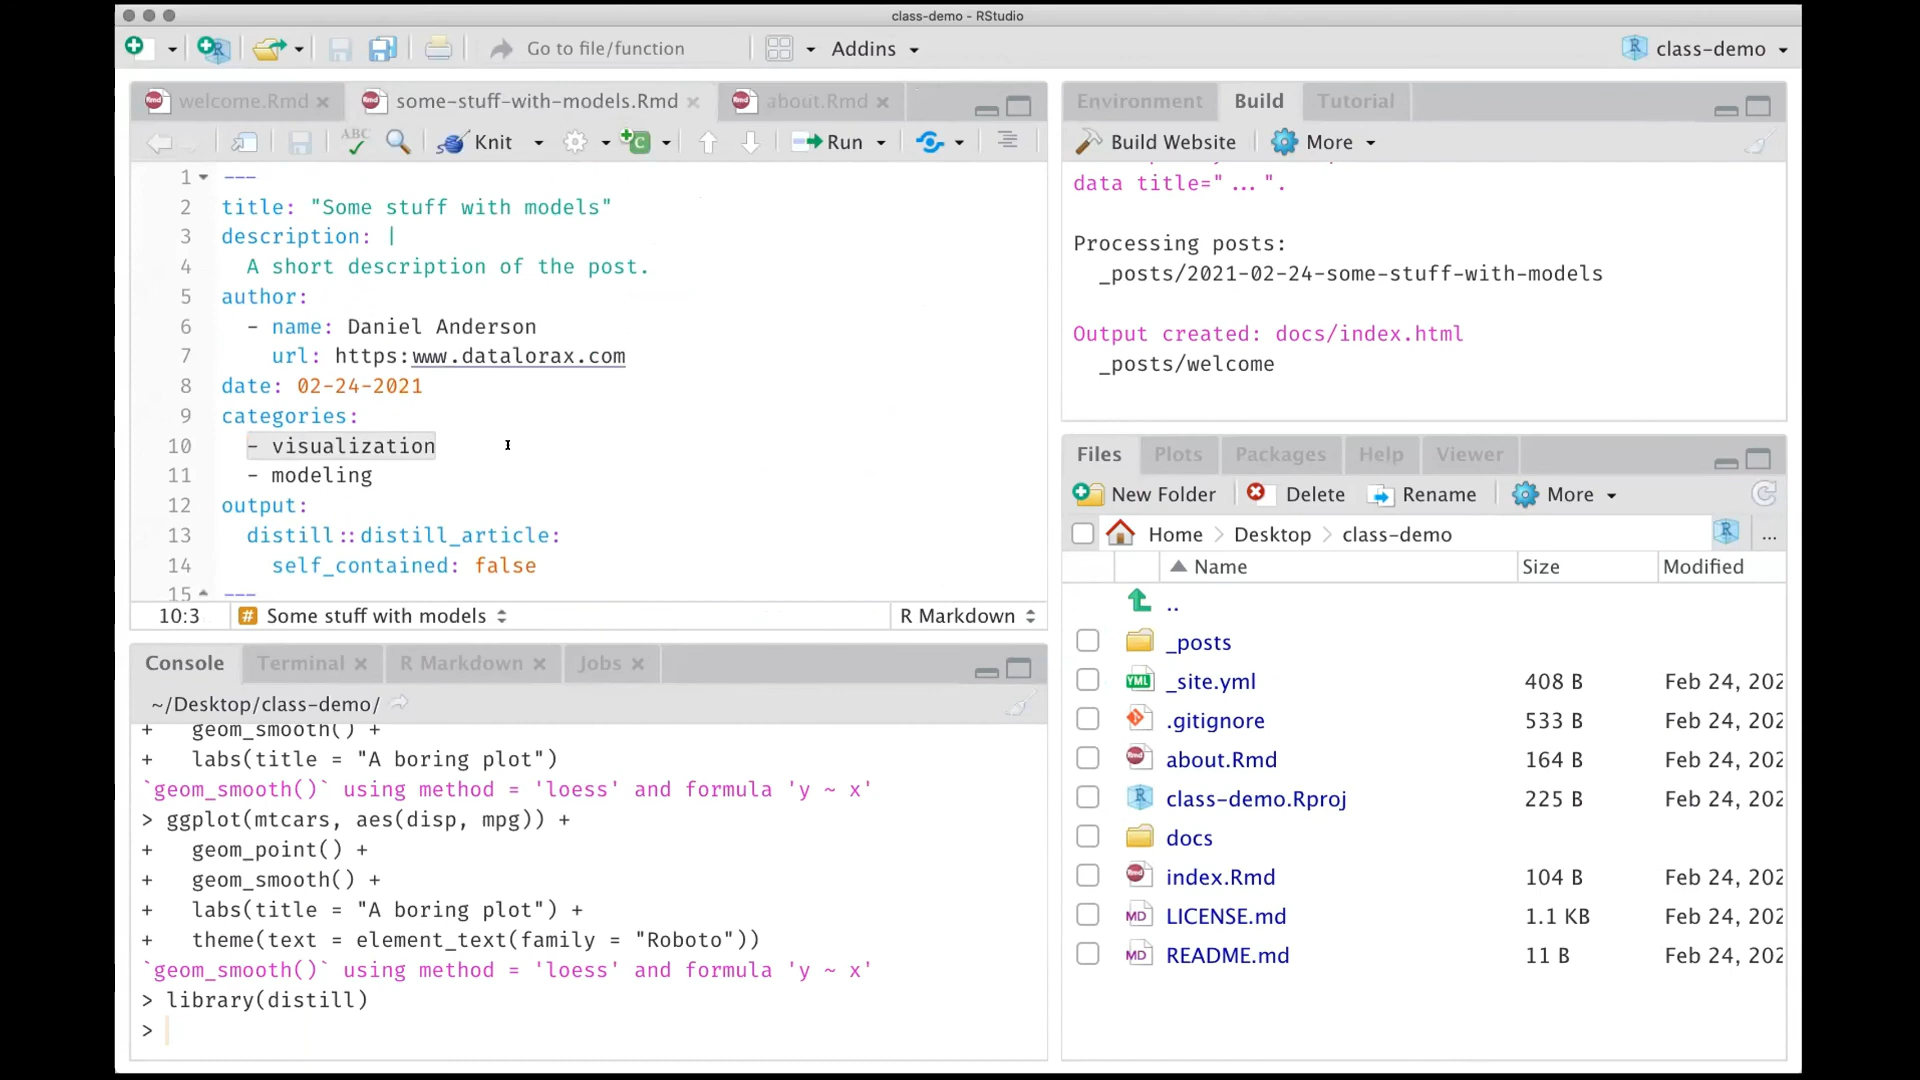 class-demo - RStudio
Go to file/function
Addins
class-demo
welcome.Rmd
some-stuff-with-models.Rmd
about.Rmd
ABC
Knit
Run
1 ---
2 title: "Some stuff with models"
3 description: |
4 A short description of the post.
5 author:
6 - name: Daniel Anderson
7 url: https:www.datalorax.com
8 date: 02-24-2021
9 categories:
10 - visualization
11 - modeling
12 output:
13 distill::distill_article:
14 self_contained: false
15 ---
10:3
# Some stuff with models
R Markdown
Console
Terminal
R Markdown
Jobs
~/Desktop/class-demo/
+ geom_smooth() +
+ labs(title = "A boring plot")
`geom_smooth()` using method = 'loess' and formula 'y ~ x'
> ggplot(mtcars, aes(disp, mpg)) +
+ geom_point() +
+ geom_smooth() +
+ labs(title = "A boring plot") +
+ theme(text = element_text(family = "Roboto"))
`geom_smooth()` using method = 'loess' and formula 'y ~ x'
> library(distill)
>
Environment
Build
Tutorial
Build Website
More
data title="...".
Processing posts:
_posts/2021-02-24-some-stuff-with-models
Output created: docs/index.html
_posts/welcome
Files
Plots
Packages
Help
Viewer
New Folder
Delete
Rename
More
Home
Desktop
class-demo
...
Name
Size
Modified
..
_posts
YML _site.yml 408 B Feb 24, 202
.gitignore 533 B Feb 24, 202
about.Rmd 164 B Feb 24, 202
class-demo.Rproj 225 B Feb 24, 202
docs
index.Rmd 104 B Feb 24, 202
MD LICENSE.md 1.1 KB Feb 24, 202
MD README.md 11 B Feb 24, 202